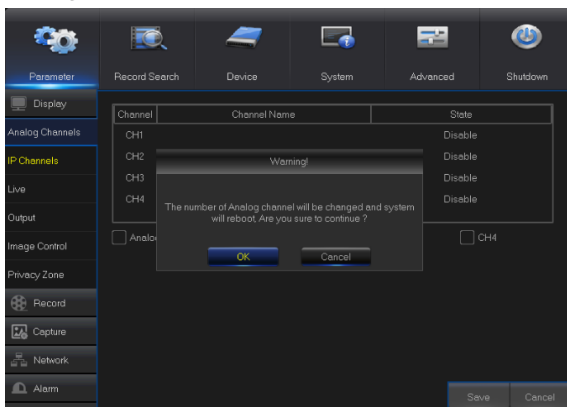 Parameter Record Search Device System Advanced Shutdown
Display
Analog Channels
IP Channels
Live
Output
Image Control
Privacy Zone
Record
Capture
Network
Alarm
Channel Channel Name State
CH1 Disable
CH2 Disable
CH3 Disable
CH4 Disable
Warning!
The number of Analog channel will be changed and system
will reboot, Are you sure to continue ?
OK Cancel
CH4
Save Cancel